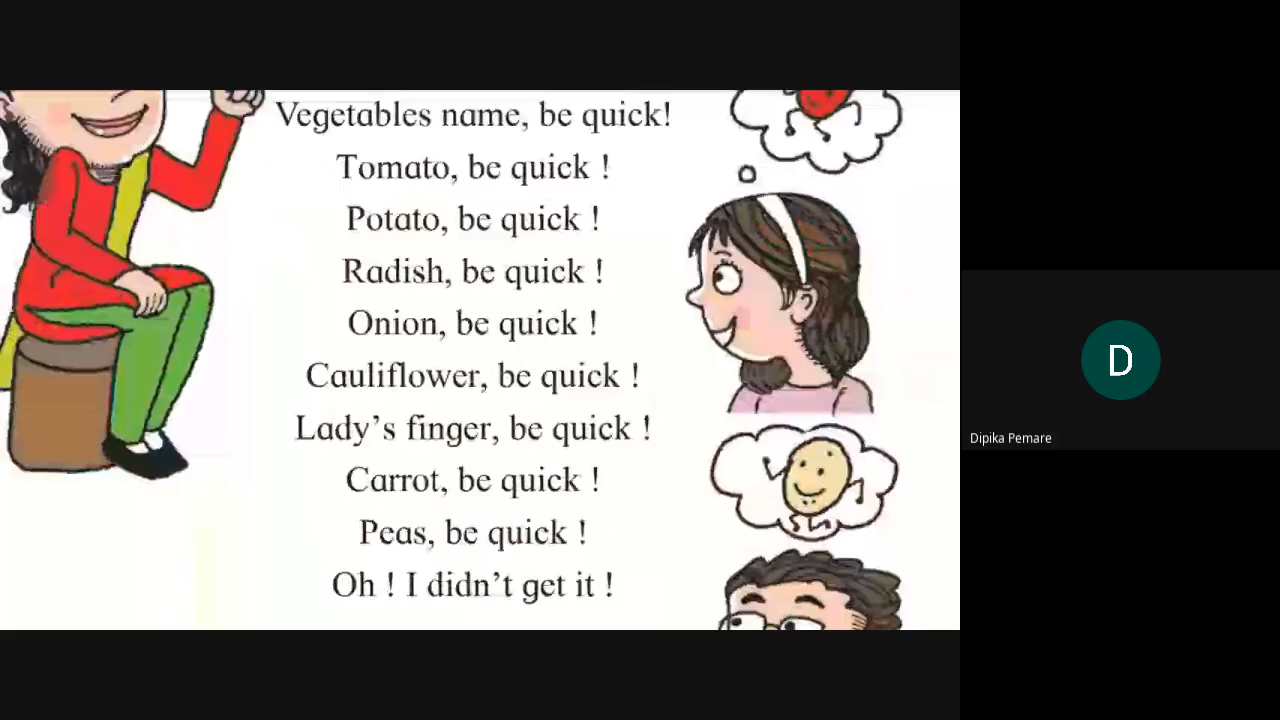 Vegetables name, be quick!
Tomato, be quick !
Potato, be quick !
Radish, be quick !
Onion, be quick !
Cauliflower, be quick !
Lady’s finger, be quick !
Carrot, be quick !
Peas, be quick !
Oh ! I didn’t get it !
D
Dipika Pemare